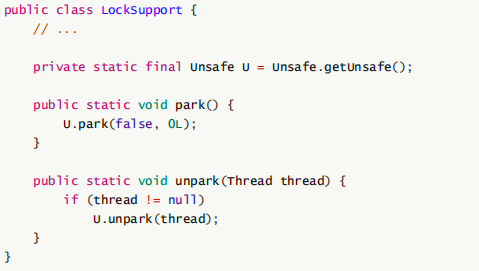 public class LockSupport {
    // ...

    private static final Unsafe U = Unsafe.getUnsafe();

    public static void park() {
        U.park(false, 0L);
    }

    public static void unpark(Thread thread) {
        if (thread != null)
            U.unpark(thread);
    }
}